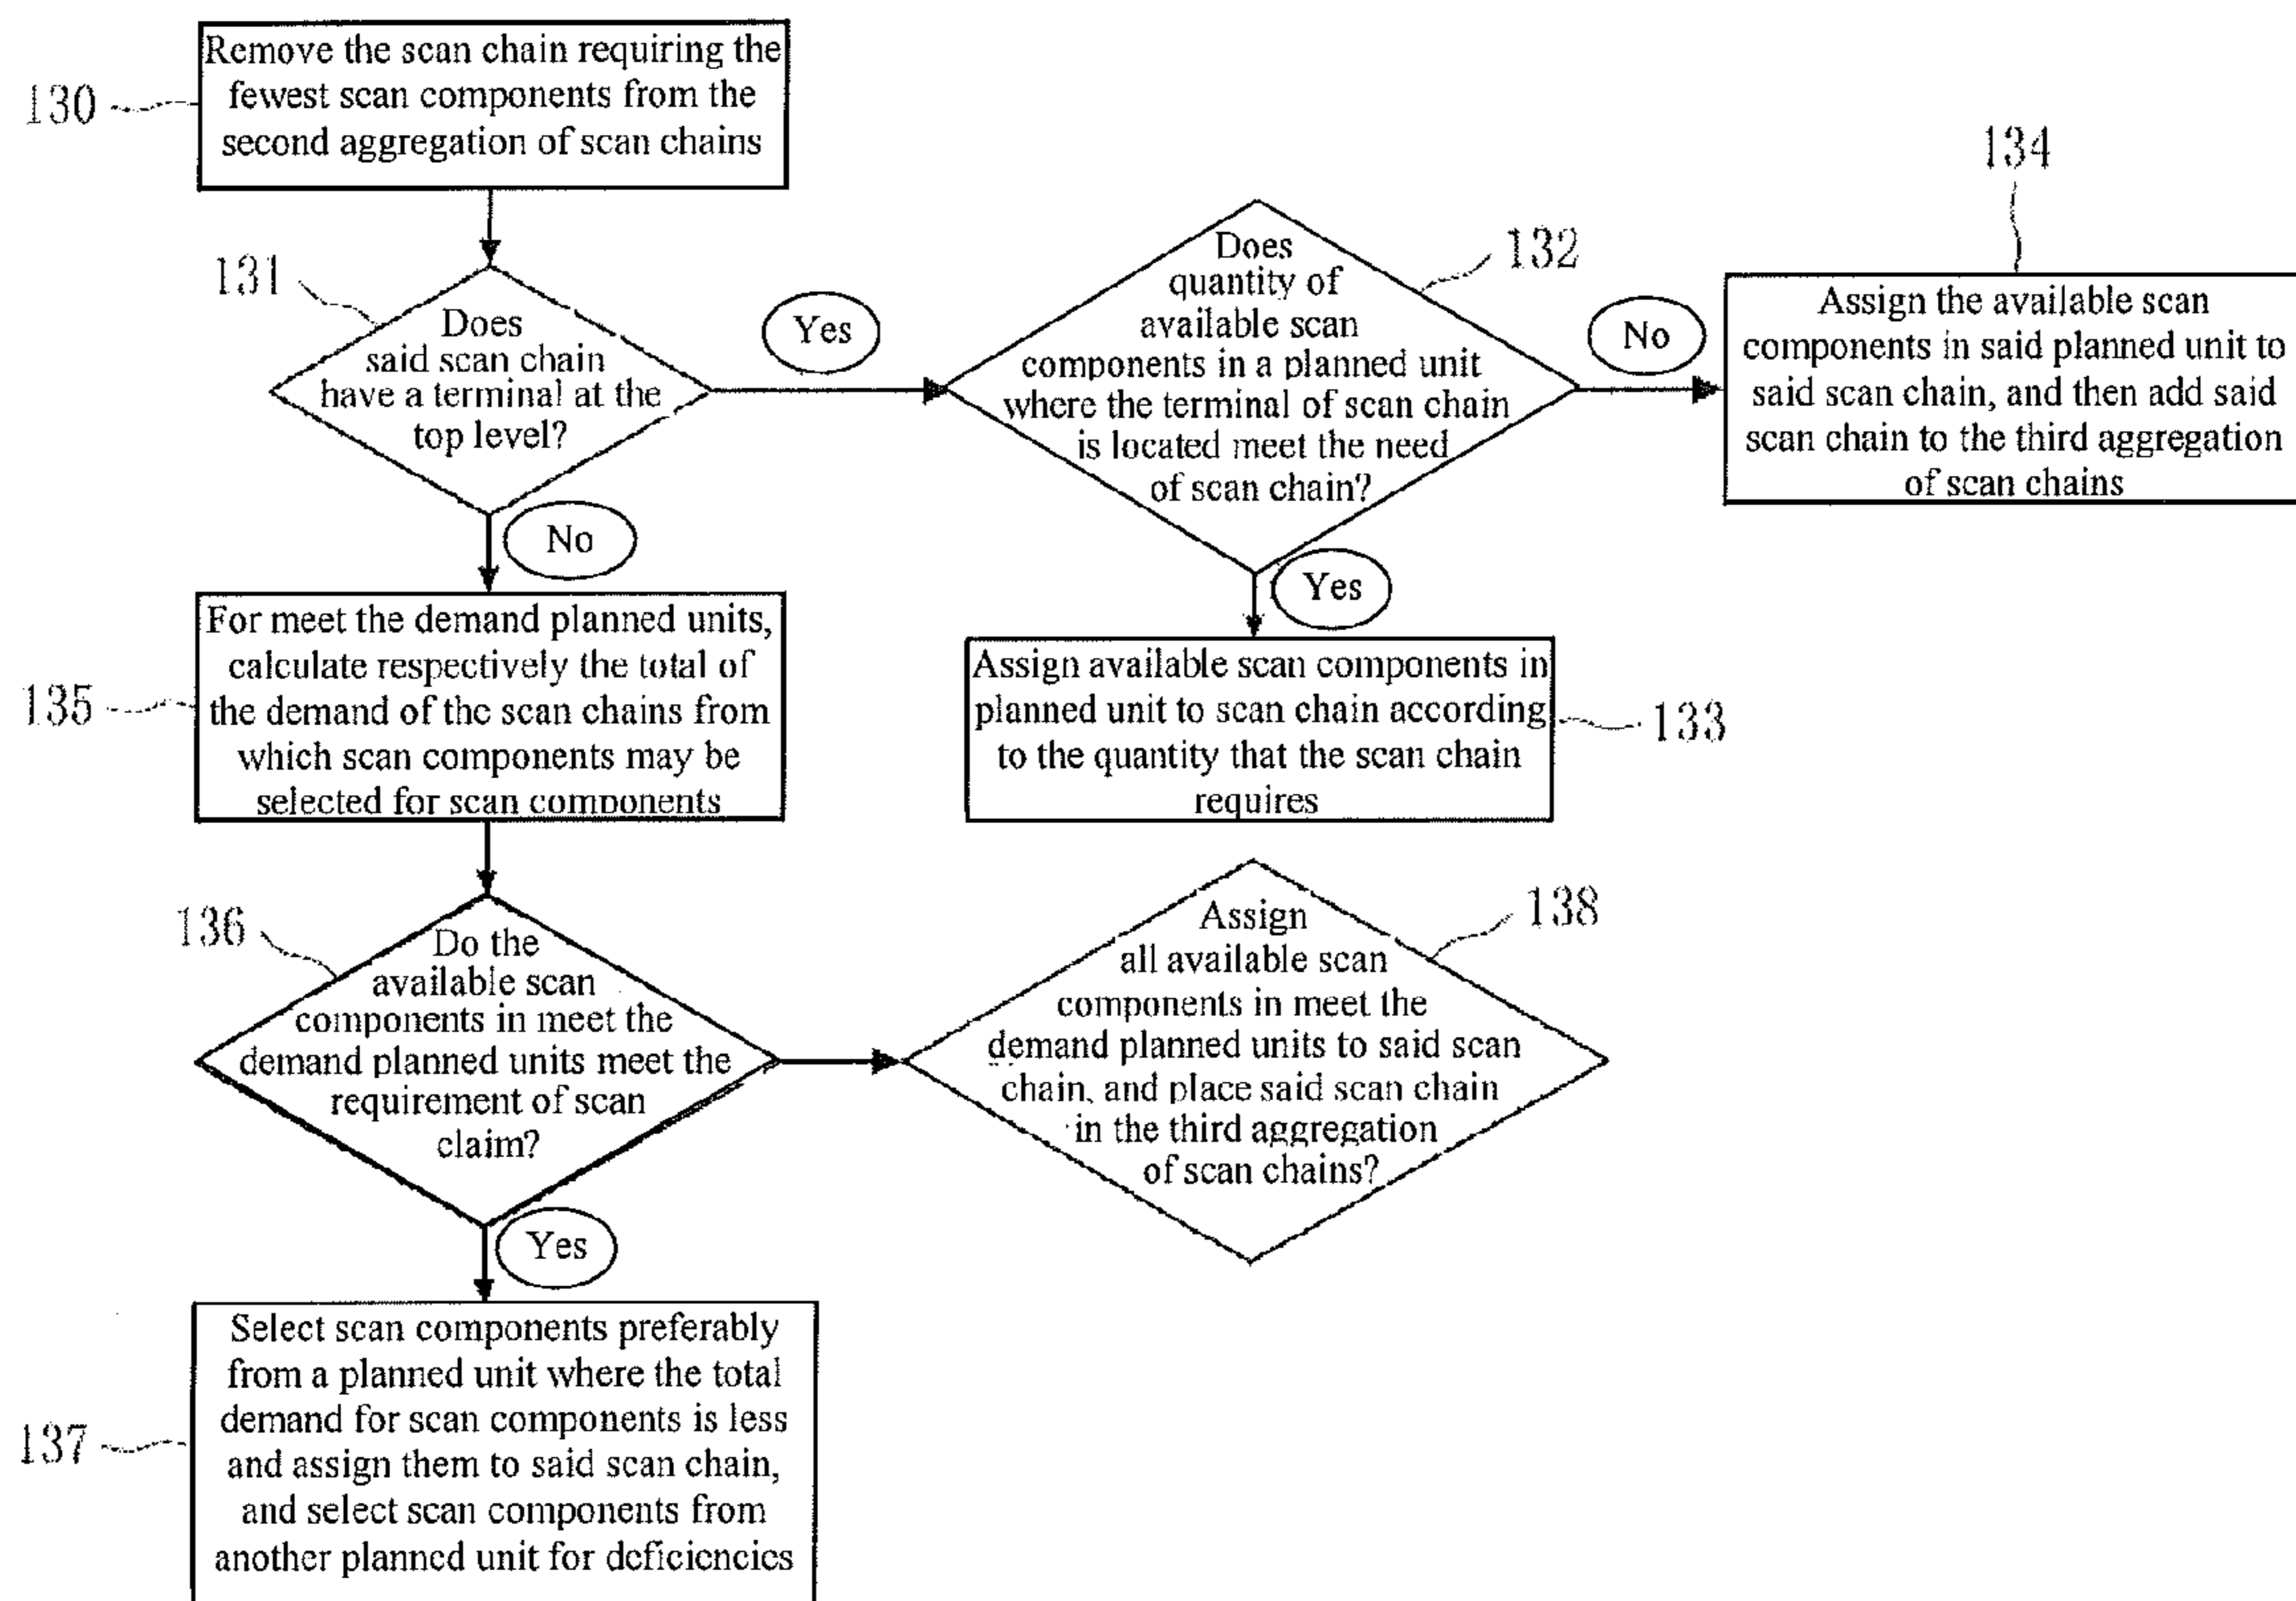 130
Remove the scan chain requiring the
fewest scan components from the
second aggregation of scan chains
131
Does
said scan chain
have a terminal at the
top level?
Yes
132
Does
quantity of
available scan
components in a planned unit
where the terminal of scan chain
is located meet the need
of scan chain?
No
134
Assign the available scan
components in said planned unit to
said scan chain, and then add said
scan chain to the third aggregation
of scan chains
No
Yes
135
For meet the demand planned units,
calculate respectively the total of
the demand of the scan chains from
which scan components may be
selected for scan components
Assign available scan components in
planned unit to scan chain according
to the quantity that the scan chain
requires
133
136
Do the
available scan
components in meet the
demand planned units meet the
requirement of scan
claim?
138
Assign
all available scan
components in meet the
demand planned units to said scan
chain, and place said scan chain
in the third aggregation
of scan chains?
Yes
137
Select scan components preferably
from a planned unit where the total
demand for scan components is less
and assign them to said scan chain,
and select scan components from
another planned unit for deficiencies